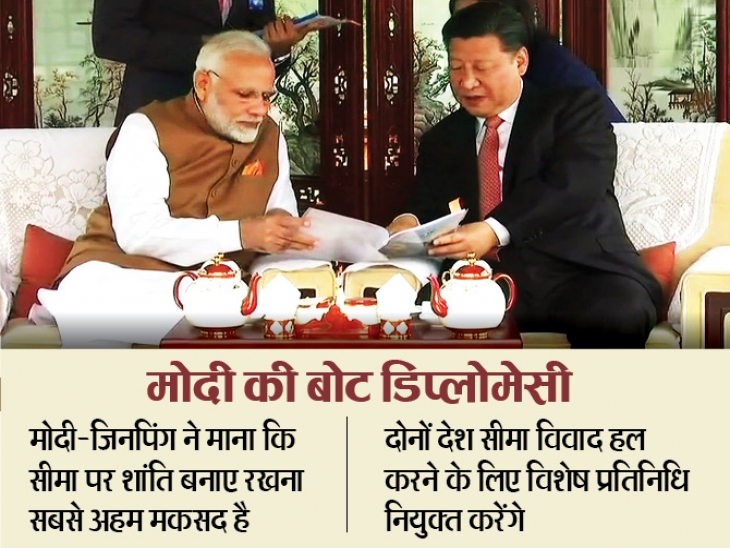 मोदी की बोट डिप्लोमेसी
मोदी-जिनपिंग ने माना कि
सीमा पर शांति बनाए रखना
सबसे अहम मकसद है
दोनों देश सीमा विवाद हल
करने के लिए विशेष प्रतिनिधि
नियुक्त करेंगे